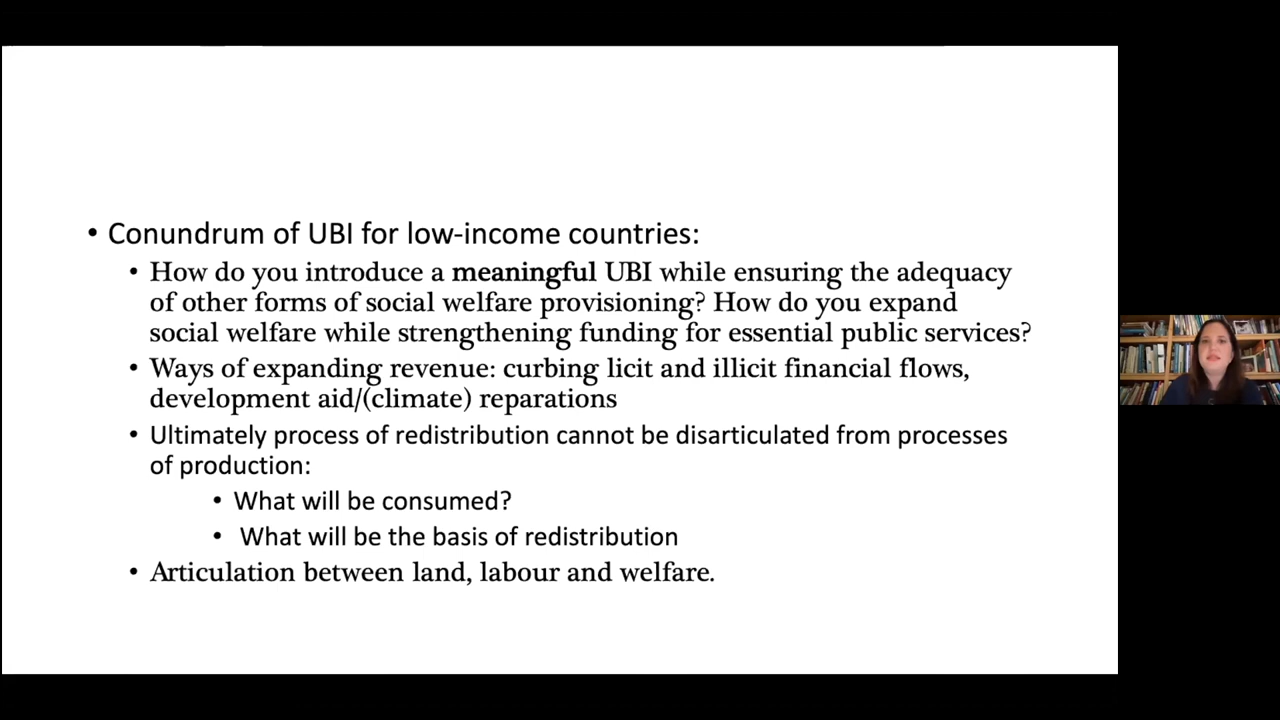 • Conundrum of UBI for low-income countries:
• How do you introduce a meaningful UBI while ensuring the adequacy
of other forms of social welfare provisioning? How do you expand
social welfare while strengthening funding for essential public services?
• Ways of expanding revenue: curbing licit and illicit financial flows,
development aid/(climate) reparations
• Ultimately process of redistribution cannot be disarticulated from processes
of production:
• What will be consumed?
• What will be the basis of redistribution
• Articulation between land, labour and welfare.